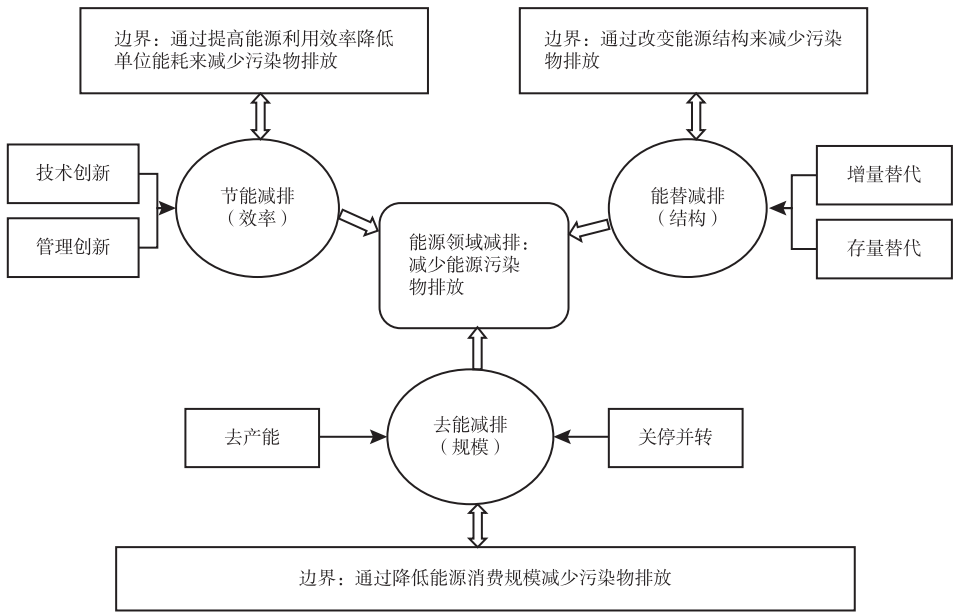 边界：通过提高能源利用效率降低
单位能耗来减少污染物排放
边界：通过改变能源结构来减少污染
物排放
技术创新
管理创新
节能减排
（效率）
能源领域减排：
减少能源污染
物排放
能替减排
（结构）
增量替代
存量替代
去产能
去能减排
（规模）
关停并转
边界：通过降低能源消费规模减少污染物排放